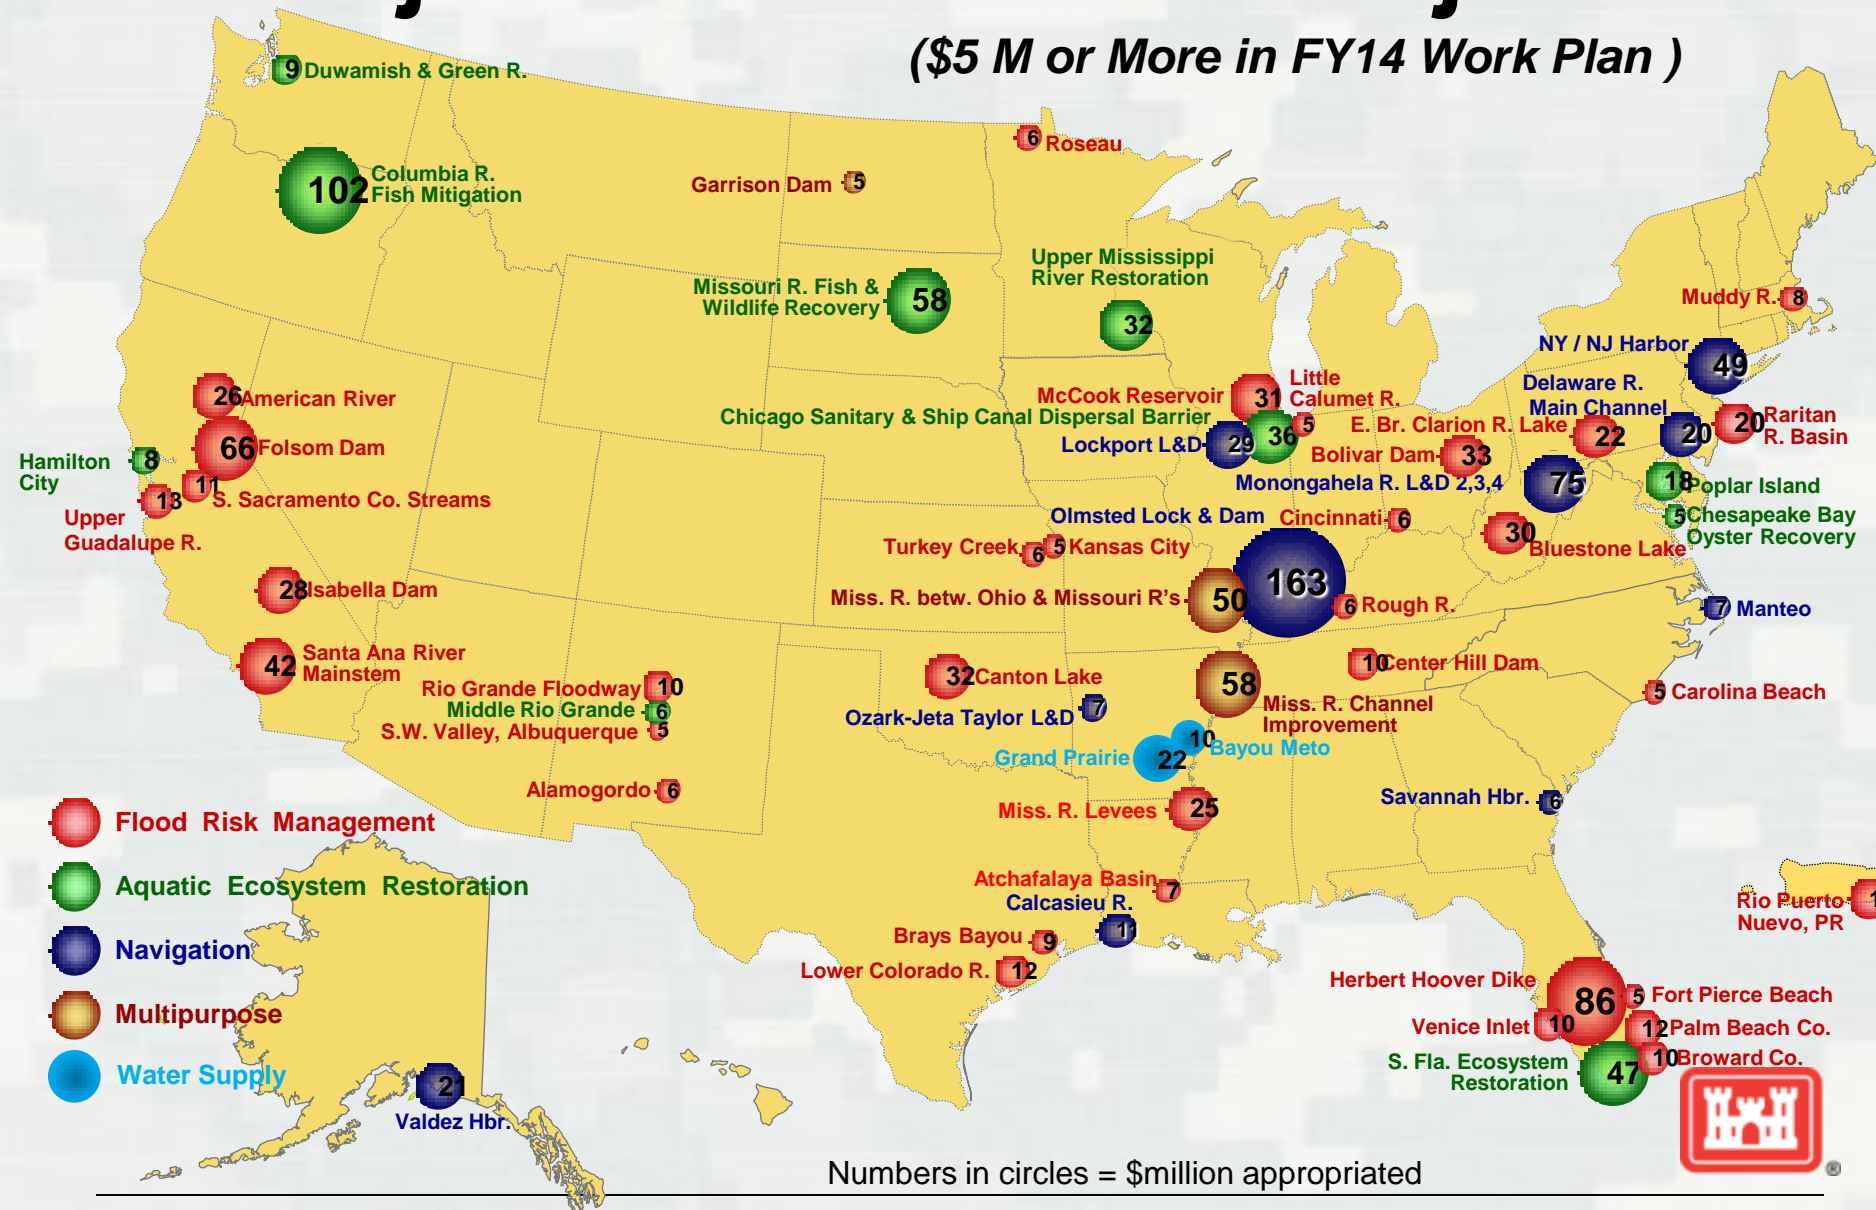 ($5 M or More in FY14 Work Plan )
9 Duwamish & Green R.
102 Columbia R.
Fish Mitigation
6 Roseau
Garrison Dam 5
Upper Mississippi
River Restoration
32
Missouri R. Fish &
Wildlife Recovery
58
Muddy R. 8
NY / NJ Harbor
49
Delaware R.
Main Channel
20
20 Raritan
R. Basin
26 American River
66 Folsom Dam
Hamilton
City
8
11
S. Sacramento Co. Streams
13
Upper
Guadalupe R.
28 Isabella Dam
42 Santa Ana River
Mainstem
McCook Reservoir 31
Little
Calumet R.
5
Chicago Sanitary & Ship Canal Dispersal Barrier
36
Lockport L&D 29
E. Br. Clarion R. Lake 22
Bolivar Dam 33
Monongahela R. L&D 2,3,4
75
18 Poplar Island
5 Chesapeake Bay
Oyster Recovery
Olmsted Lock & Dam
163
Cincinnati 6
30
Bluestone Lake
Turkey Creek 6
5 Kansas City
Miss. R. betw. Ohio & Missouri R's 50
6 Rough R.
7 Manteo
Rio Grande Floodway 10
Middle Rio Grande 6
S.W. Valley, Albuquerque 5
Alamogordo 6
32 Canton Lake
Ozark-Jeta Taylor L&D 7
58
Miss. R. Channel
Improvement
10 Center Hill Dam
5 Carolina Beach
10 Bayou Meto
Grand Prairie 22
Miss. R. Levees 25
Savannah Hbr. 6
Atchafalaya Basin 7
Calcasieu R.
11
Brays Bayou 9
Lower Colorado R. 12
Rio Puerto
Nuevo, PR
Herbert Hoover Dike
86
5 Fort Pierce Beach
Venice Inlet 10
12 Palm Beach Co.
10 Broward Co.
S. Fla. Ecosystem
Restoration
47
Flood Risk Management
Aquatic Ecosystem Restoration
Navigation
Multipurpose
Water Supply
21
Valdez Hbr.
Numbers in circles = $million appropriated
®